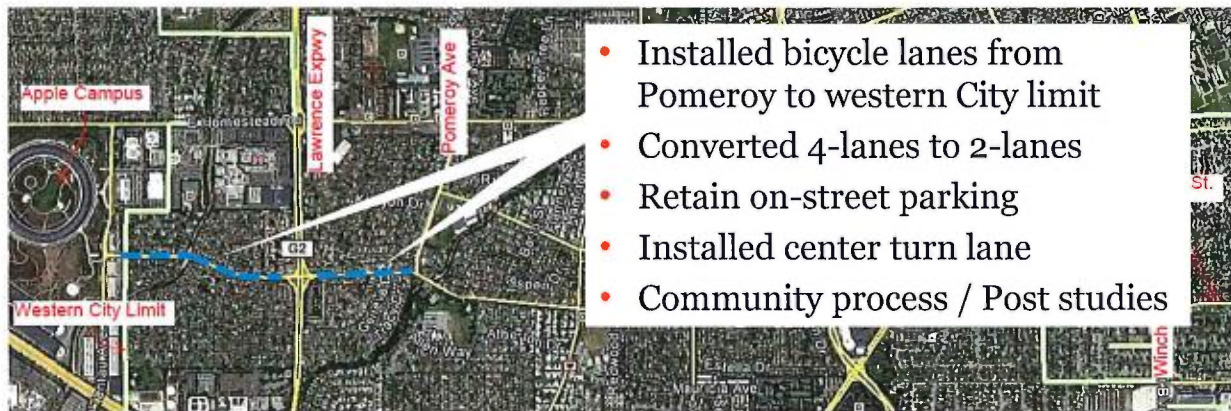 Apple Campus
Lawrence Expwy
Pomeroy Ave
Homestead Rd
G2
Western City Limit
• Installed bicycle lanes from
Pomeroy to western City limit
• Converted 4-lanes to 2-lanes
• Retain on-street parking
• Installed center turn lane
• Community process / Post studies
St.
Winch